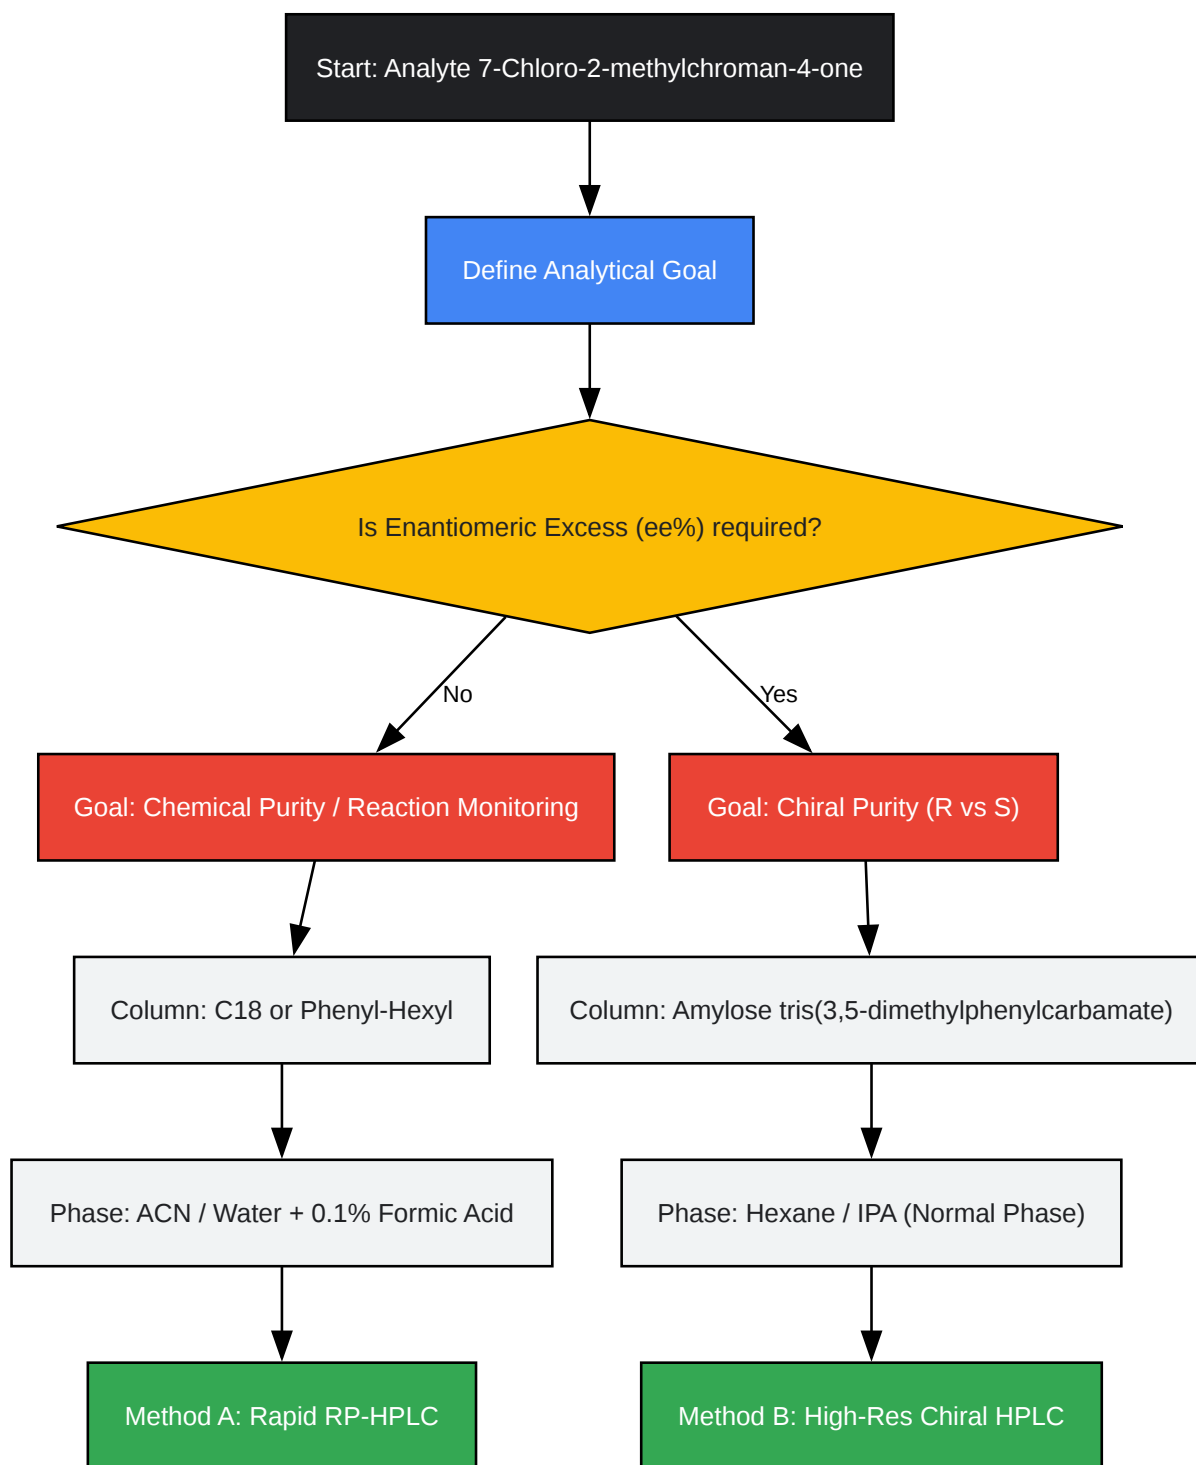 Start: Analyte 7-Chloro-2-methylchroman-4-one
Define Analytical Goal
Is Enantiomeric Excess (ee%) required?
No
Yes
Goal: Chemical Purity / Reaction Monitoring
Goal: Chiral Purity (R vs S)
Column: C18 or Phenyl-Hexyl
Column: Amylose tris(3,5-dimethylphenylcarbamate)
Phase: ACN / Water + 0.1% Formic Acid
Phase: Hexane / IPA (Normal Phase)
Method A: Rapid RP-HPLC
Method B: High-Res Chiral HPLC